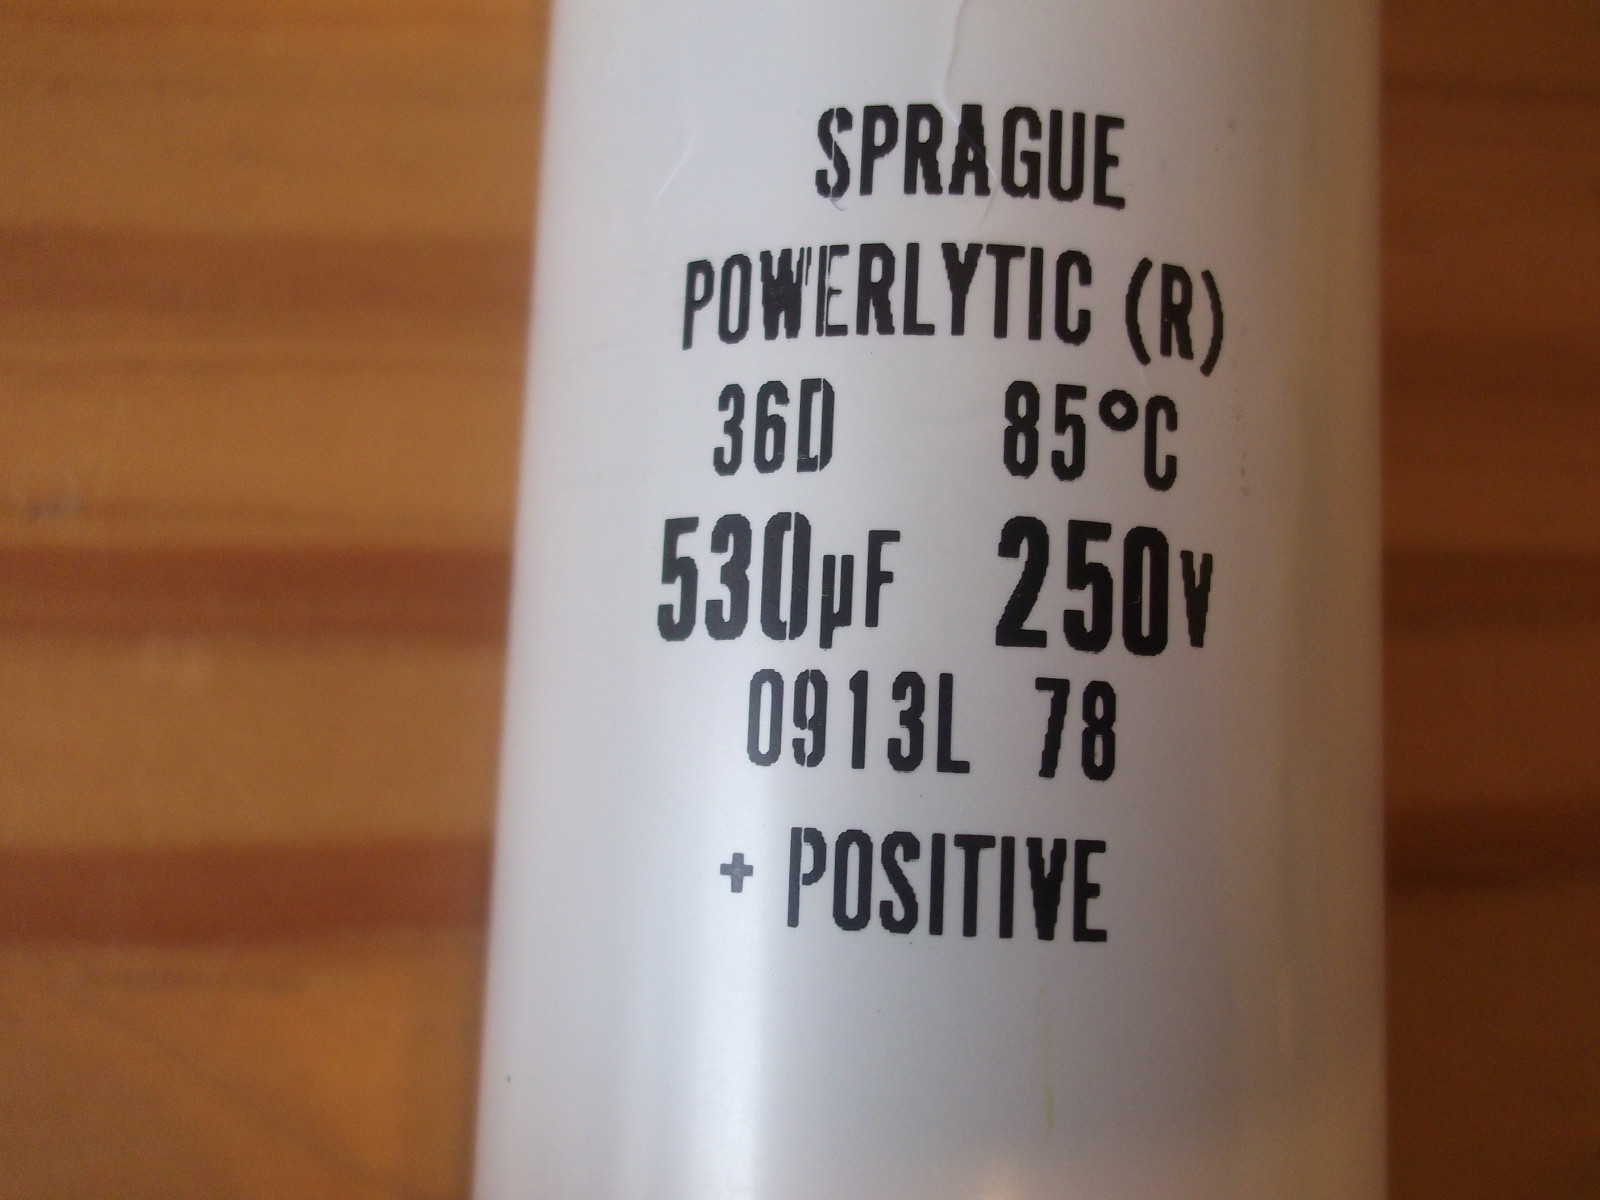 SPRAGUE
POWERLYTIC (R)
36D 85°C
530µF 250V
0913L 78
+ POSITIVE